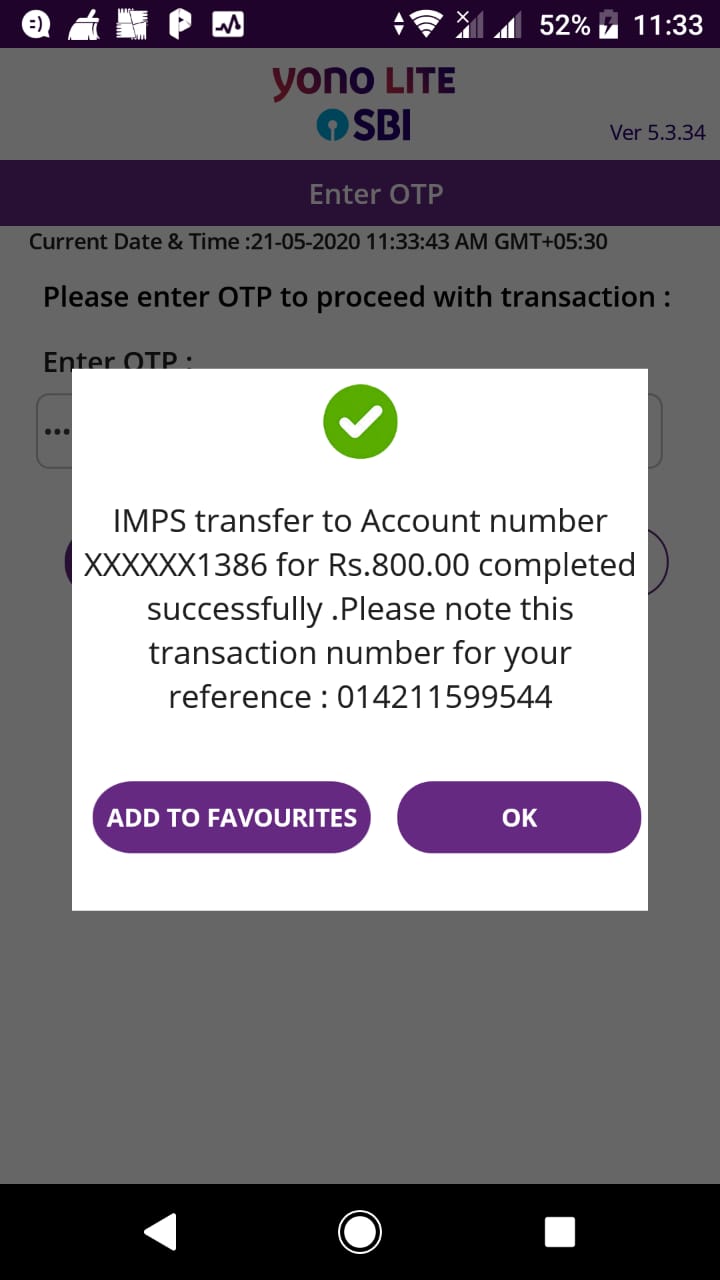 52% 11:33
yono LITE
SBI
Ver 5.3.34
Enter OTP
Current Date & Time :21-05-2020 11:33:43 AM GMT+05:30
Please enter OTP to proceed with transaction :
Enter OTP :
IMPS transfer to Account number
XXXXXX1386 for Rs.800.00 completed
successfully .Please note this
transaction number for your
reference : 014211599544
ADD TO FAVOURITES OK